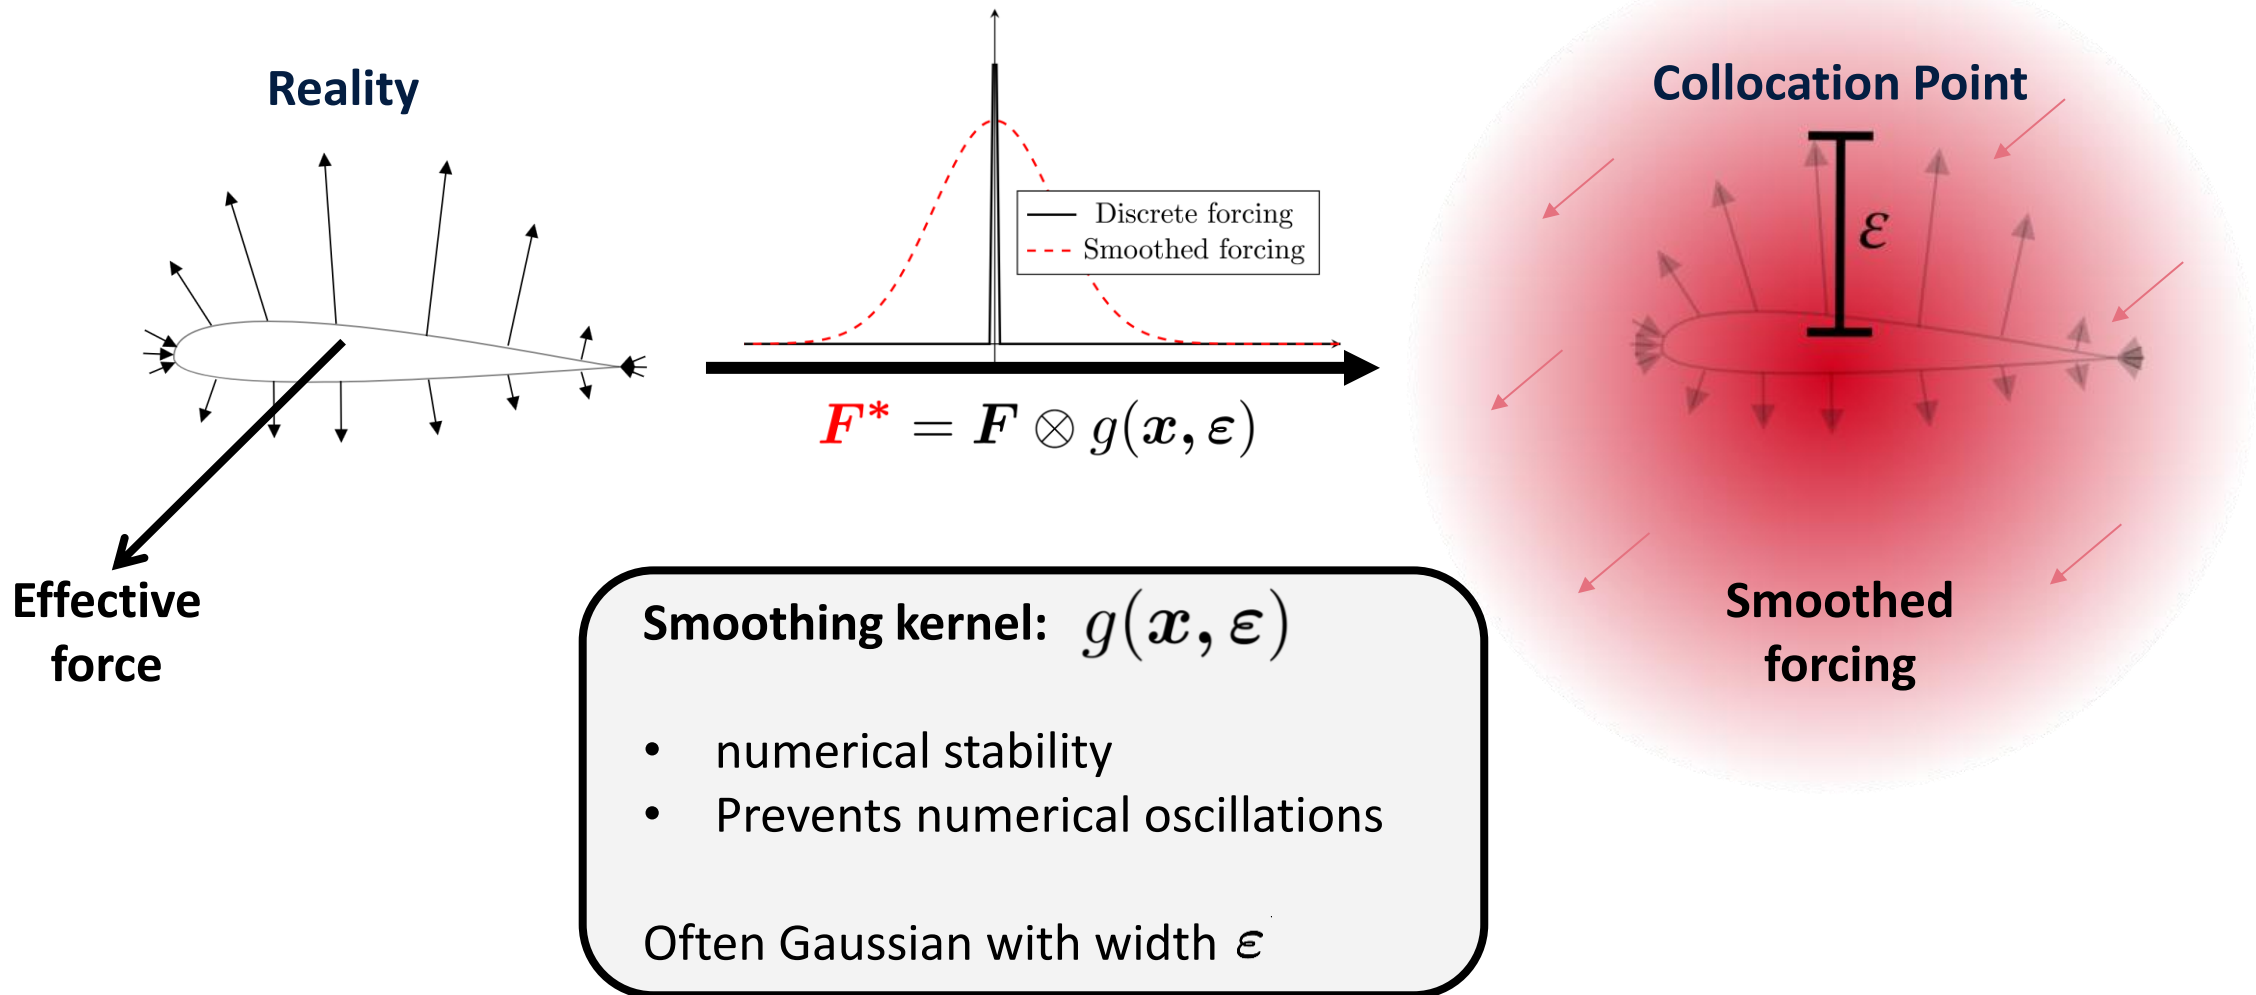 Reality
Effective
force
Discrete forcing
Smoothed forcing
F* = F ⊗ g(x, ε)
Collocation Point
ε
Smoothed
forcing
Smoothing kernel: g(x, ε)
• numerical stability
• Prevents numerical oscillations
Often Gaussian with width ε